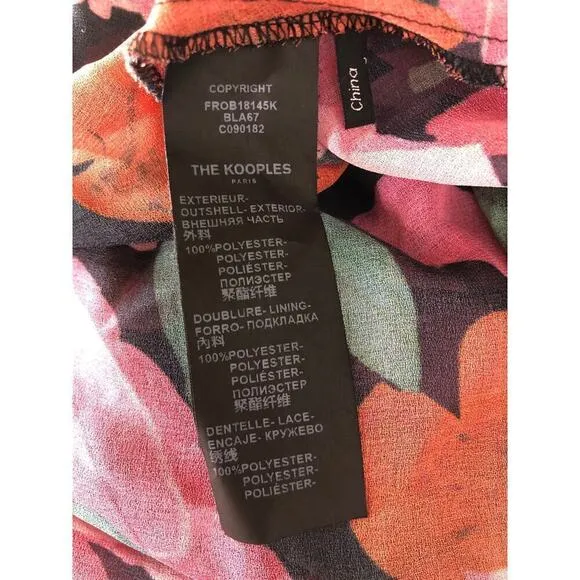 COPYRIGHT
FROB18145K
BLA67
C090182
THE KOOPLES
PARIS
EXTERIEUR-
OUTSHELL- EXTERIOR-
ВНЕШНЯЯ ЧАСТЬ
外料
100%POLYESTER-
POLYESTER-
POLIÉSTER-
ПОЛИЭСТЕР
聚酯纤维
DOUBLURE- LINING-
FORRO- ПОДКЛАДКА
内料
100%POLYESTER-
POLYESTER-
POLIÉSTER-
ПОЛИЭСТЕР
聚酯纤维
DENTELLE- LACE-
ENCAJE- КРУЖЕВО
绣线
100%POLYESTER-
POLYESTER-
POLIÉSTER-
China